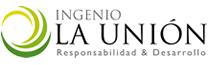 INGENIO
LA UNIÓN
Responsabilidad & Desarrollo